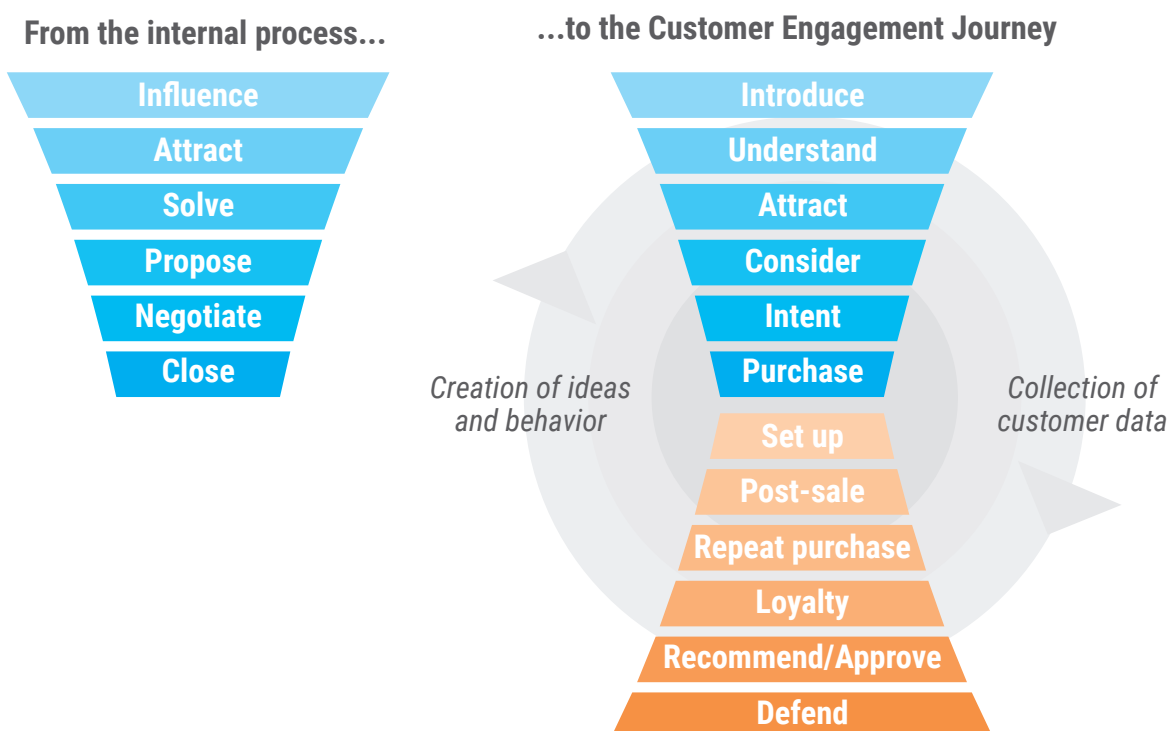 From the internal process...
Influence
Attract
Solve
Propose
Negotiate
Close
...to the Customer Engagement Journey
Introduce
Understand
Attract
Consider
Intent
Purchase
Set up
Post-sale
Repeat purchase
Loyalty
Recommend/Approve
Defend
Creation of ideas
and behavior
Collection of
customer data